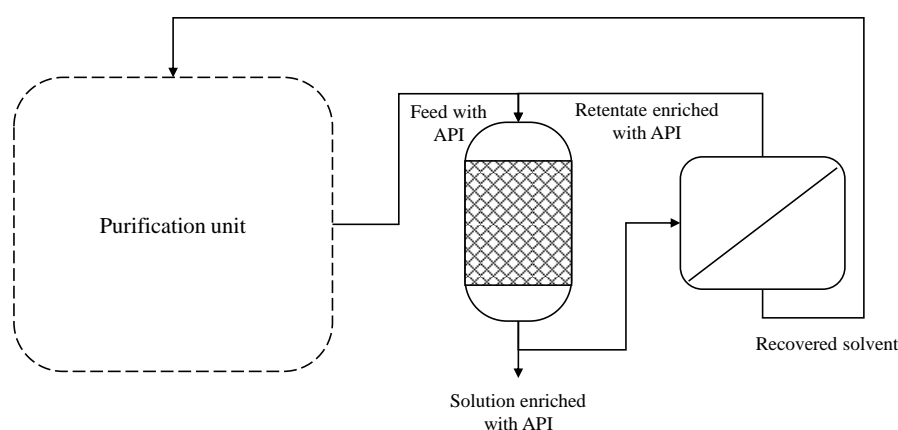 Purification unit
Feed with
API
Retentate enriched
with API
Recovered solvent
Solution enriched
with API